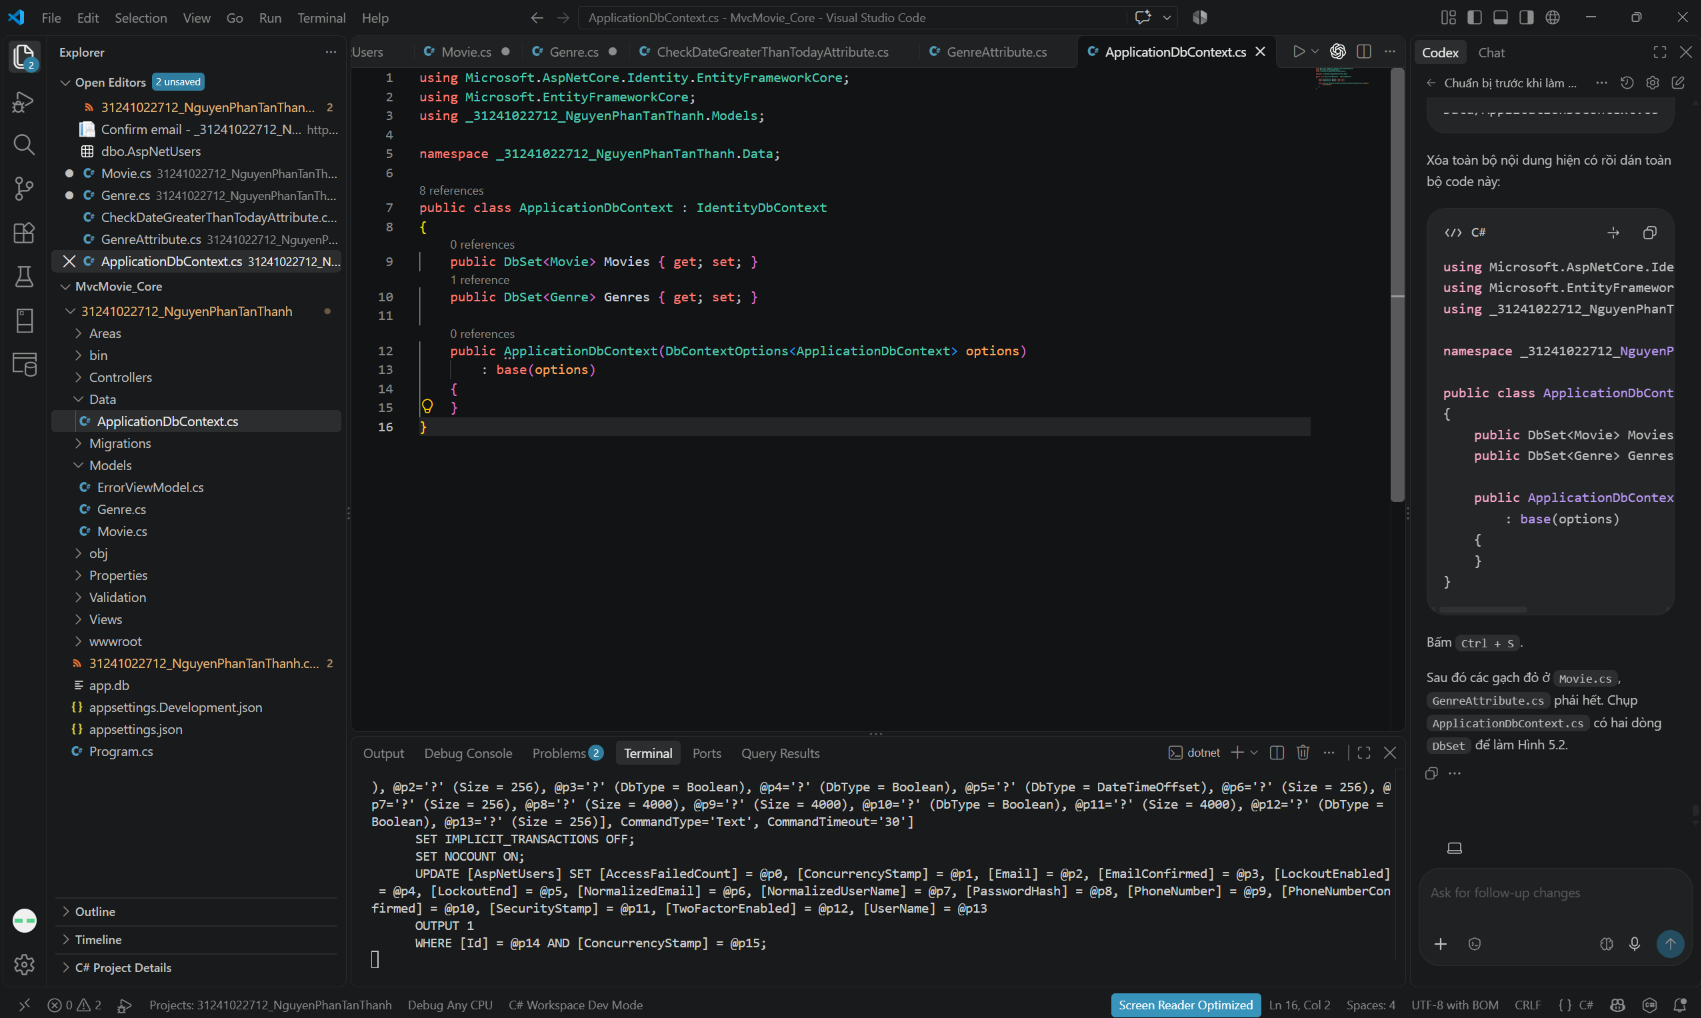 File Edit Selection View Go Run Terminal Help
ApplicationDbContext.cs - MvcMovie_Core - Visual Studio Code
Explorer
Open Editors 2 unsaved
31241022712_NguyenPhanTanThan... 2
Confirm email - _31241022712_N... http...
dbo.AspNetUsers
Movie.cs 31241022712_NguyenPhanTanTh...
Genre.cs 31241022712_NguyenPhanTanTh...
CheckDateGreaterThanTodayAttribute.c...
GenreAttribute.cs 31241022712_NguyenP...
ApplicationDbContext.cs 31241022712_N...
MvcMovie_Core
31241022712_NguyenPhanTanThanh
Areas
bin
Controllers
Data
ApplicationDbContext.cs
Migrations
Models
ErrorViewModel.cs
Genre.cs
Movie.cs
obj
Properties
Validation
Views
wwwroot
31241022712_NguyenPhanTanThanh.c... 2
app.db
appsettings.Development.json
appsettings.json
Program.cs
Outline
Timeline
C# Project Details
2
Users Movie.cs Genre.cs CheckDateGreaterThanTodayAttribute.cs GenreAttribute.cs ApplicationDbContext.cs
1 using Microsoft.AspNetCore.Identity.EntityFrameworkCore;
2 using Microsoft.EntityFrameworkCore;
3 using _31241022712_NguyenPhanTanThanh.Models;
4
5 namespace _31241022712_NguyenPhanTanThanh.Data;
6
8 references
7 public class ApplicationDbContext : IdentityDbContext
8 {
0 references
9 public DbSet<Movie> Movies { get; set; }
1 reference
10 public DbSet<Genre> Genres { get; set; }
11
0 references
12 public ApplicationDbContext(DbContextOptions<ApplicationDbContext> options)
13 : base(options)
14 {
15 }
16 }
Output Debug Console Problems 2 Terminal Ports Query Results
dotnet
), @p2='?' (Size = 256), @p3='?' (DbType = Boolean), @p4='?' (DbType = Boolean), @p5='?' (DbType = DateTimeOffset), @p6='?' (Size = 256), @
p7='?' (Size = 256), @p8='?' (Size = 4000), @p9='?' (Size = 4000), @p10='?' (DbType = Boolean), @p11='?' (Size = 4000), @p12='?' (DbType =
Boolean), @p13='?' (Size = 256)], CommandType='Text', CommandTimeout='30']
SET IMPLICIT_TRANSACTIONS OFF;
SET NOCOUNT ON;
UPDATE [AspNetUsers] SET [AccessFailedCount] = @p0, [ConcurrencyStamp] = @p1, [Email] = @p2, [EmailConfirmed] = @p3, [LockoutEnabled]
= @p4, [LockoutEnd] = @p5, [NormalizedEmail] = @p6, [NormalizedUserName] = @p7, [PasswordHash] = @p8, [PhoneNumber] = @p9, [PhoneNumberCon
firmed] = @p10, [SecurityStamp] = @p11, [TwoFactorEnabled] = @p12, [UserName] = @p13
OUTPUT 1
WHERE [Id] = @p14 AND [ConcurrencyStamp] = @p15;
Codex Chat
Chuẩn bị trước khi làm ...
Xóa toàn bộ nội dung hiện có rồi dán toàn
bộ code này:
C#
using Microsoft.AspNetCore.Ide
using Microsoft.EntityFramewor
using _31241022712_NguyenPhanT
namespace _31241022712_NguyenP
public class ApplicationDbCont
{
public DbSet<Movie> Movies
public DbSet<Genre> Genres
public ApplicationDbContex
: base(options)
{
}
}
Bấm Ctrl + S .
Sau đó các gạch đỏ ở Movie.cs ,
GenreAttribute.cs phải hết. Chụp
ApplicationDbContext.cs có hai dòng
DbSet để làm Hình 5.2.
Ask for follow-up changes
0 2 Projects: 31241022712_NguyenPhanTanThanh Debug Any CPU C# Workspace Dev Mode
Screen Reader Optimized Ln 16, Col 2 Spaces: 4 UTF-8 with BOM CRLF { } C#